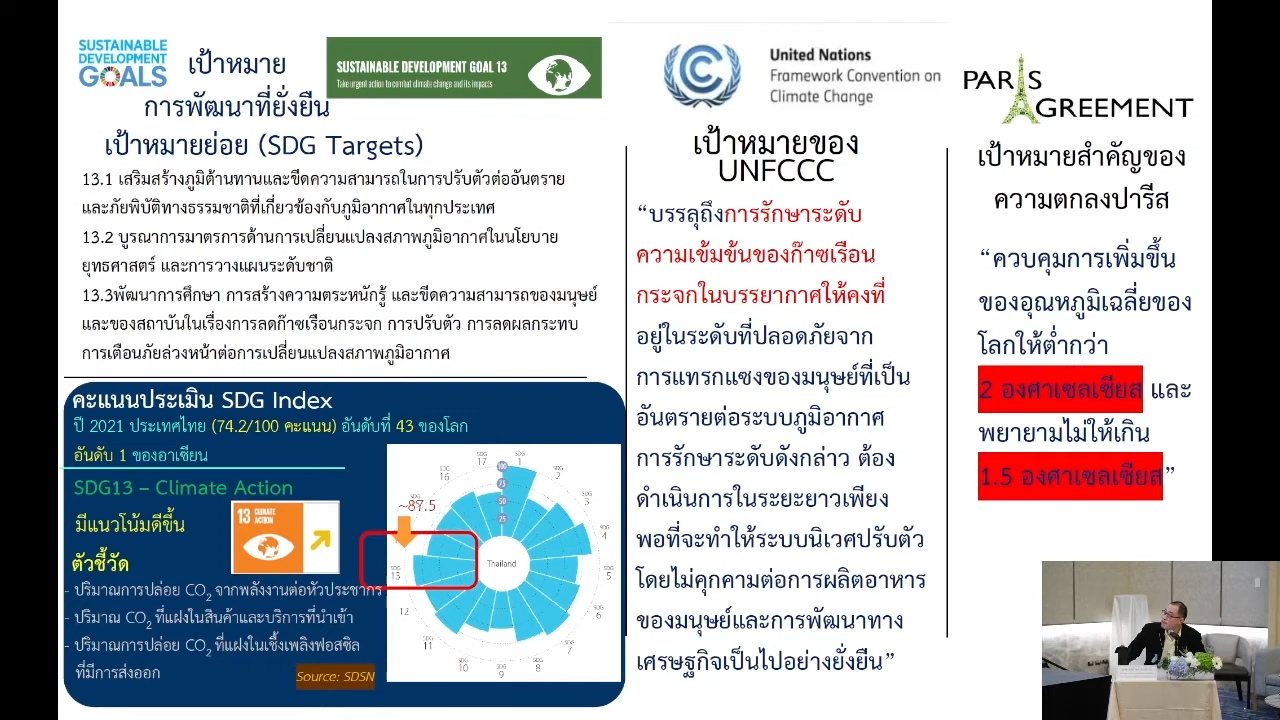 SUSTAINABLE
DEVELOPMENT
GOALS
เป้าหมาย
การพัฒนาที่ยั่งยืน
SUSTAINABLE DEVELOPMENT GOAL 13
Take urgent action to combat climate change and its impacts
เป้าหมายย่อย (SDG Targets)
13.1 เสริมสร้างภูมิต้านทานและขีดความสามารถในการปรับตัวต่ออันตราย
และภัยพิบัติทางธรรมชาติที่เกี่ยวข้องกับภูมิอากาศในทุกประเทศ
13.2 บูรณาการมาตรการด้านการเปลี่ยนแปลงสภาพภูมิอากาศในนโยบาย
ยุทธศาสตร์ และการวางแผนระดับชาติ
13.3พัฒนาการศึกษา การสร้างความตระหนักรู้ และขีดความสามารถของมนุษย์
และของสถาบันในเรื่องการลดก๊าซเรือนกระจก การปรับตัว การลดผลกระทบ
การเตือนภัยล่วงหน้าต่อการเปลี่ยนแปลงสภาพภูมิอากาศ
คะแนนประเมิน SDG Index
ปี 2021 ประเทศไทย (74.2/100 คะแนน) อันดับที่ 43 ของโลก
อันดับ 1 ของอาเซียน
SDG13 – Climate Action
มีแนวโน้มดีขึ้น
13 CLIMATE
ACTION
ตัวชี้วัด
- ปริมาณการปล่อย CO2 จากพลังงานต่อหัวประชากร
- ปริมาณ CO2 ที่แฝงในสินค้าและบริการที่นำเข้า
- ปริมาณการปล่อย CO2 ที่แฝงในเชื้อเพลิงฟอสซิล
ที่มีการส่งออก
Source: SDSN
~87.5
Thailand
100
75
50
25
SDG 1
SDG 2
SDG 3
SDG 4
SDG 5
SDG 6
SDG 7
SDG 8
SDG 9
SDG 10
SDG 11
12
SDG 13
SDG 16
SDG 17
United Nations
Framework Convention on
Climate Change
เป้าหมายของ
UNFCCC
“บรรลุถึงการรักษาระดับ
ความเข้มข้นของก๊าซเรือน
กระจกในบรรยากาศให้คงที่
อยู่ในระดับที่ปลอดภัยจาก
การแทรกแซงของมนุษย์ที่เป็น
อันตรายต่อระบบภูมิอากาศ
การรักษาระดับดังกล่าว ต้อง
ดำเนินการในระยะยาวเพียง
พอที่จะทำให้ระบบนิเวศปรับตัว
โดยไม่คุกคามต่อการผลิตอาหาร
ของมนุษย์และการพัฒนาทาง
เศรษฐกิจเป็นไปอย่างยั่งยืน”
PARIS
AGREEMENT
เป้าหมายสำคัญของ
ความตกลงปารีส
“ควบคุมการเพิ่มขึ้น
ของอุณหภูมิเฉลี่ยของ
โลกให้ต่ำกว่า
2 องศาเซลเซียส และ
พยายามไม่ให้เกิน
1.5 องศาเซลเซียส”